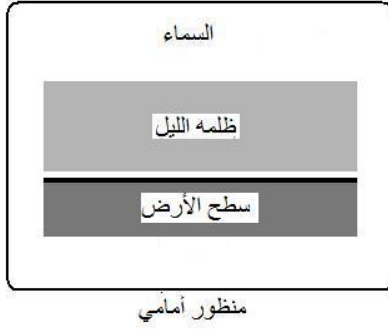 السماء
ظلمه الليل
سطح الأرض
منظور أمامي